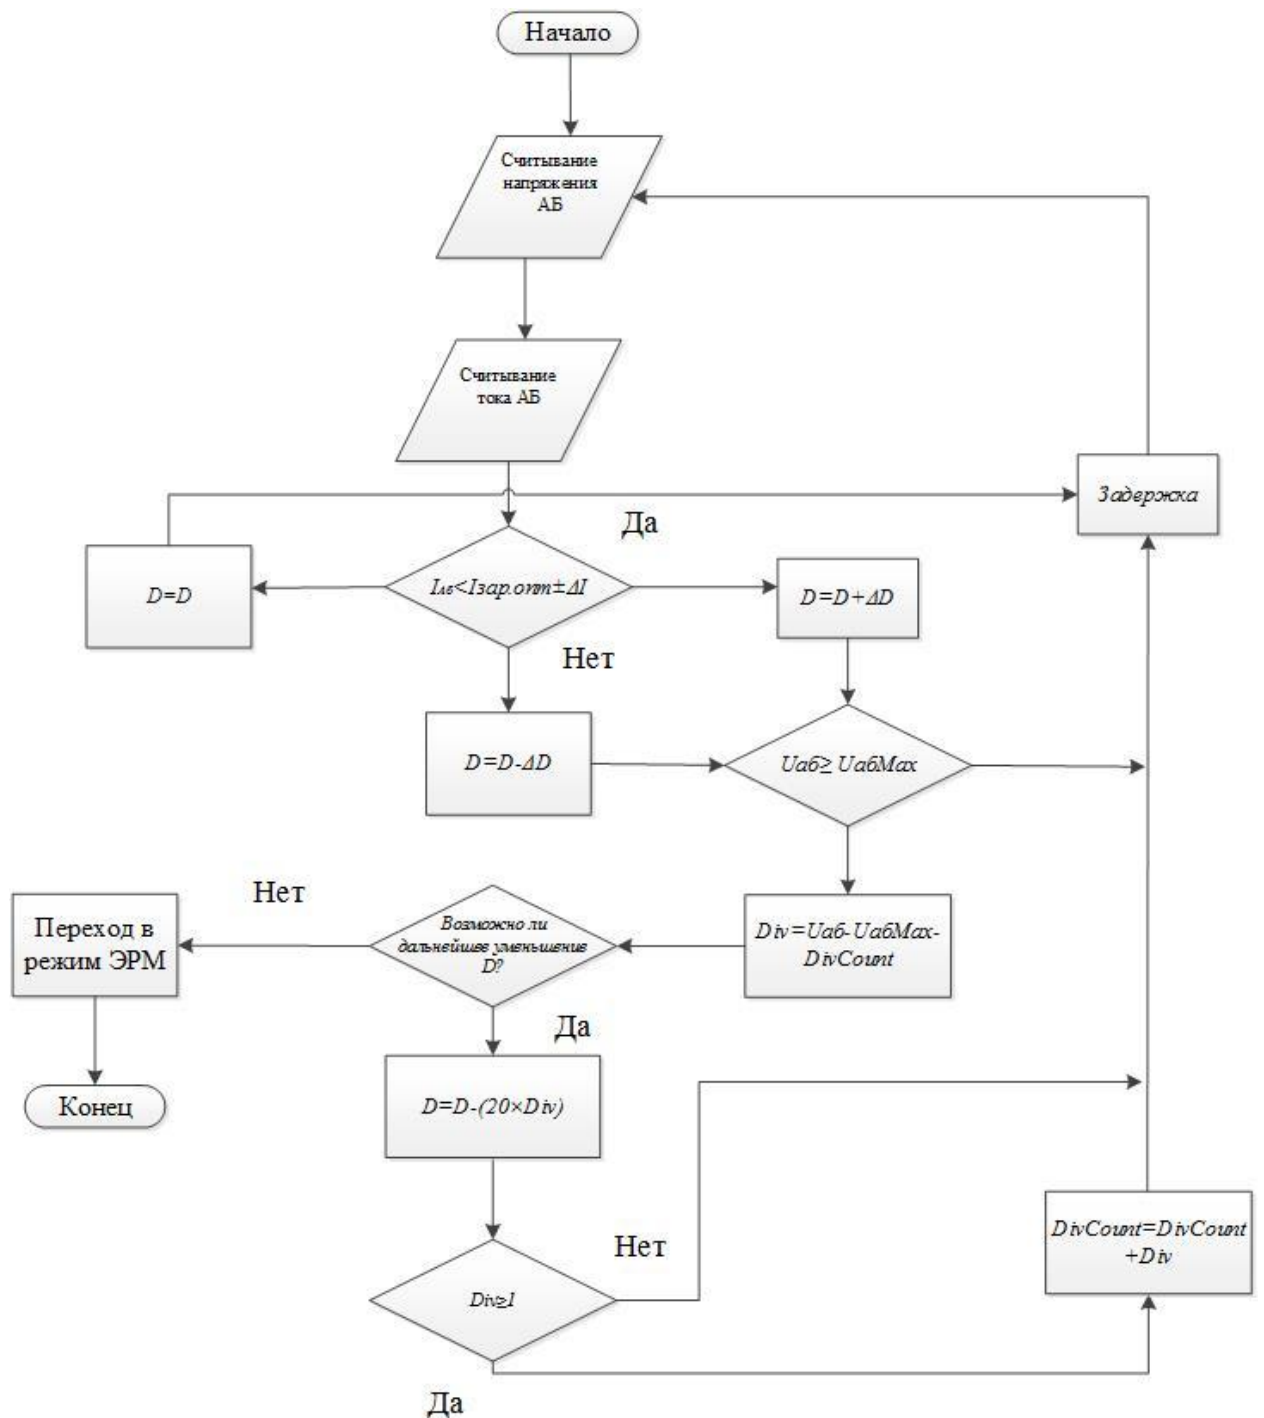 Начало
Считывание
напряжения
АБ
Считывание
тока АБ
Задержка
Да
D=D
Iаб<Iзар.опт±ΔI
D=D+ΔD
Нет
D=D-ΔD
Uаб≥ UабMax
Нет
Переход в
режим ЭРМ
Возможно ли
дальнейшее уменьшение
D?
Div=Uаб-UабMax-
DivCount
Да
Конец
D=D-(20×Div)
Нет
DivCount=DivCount
+Div
Div≥1
Да